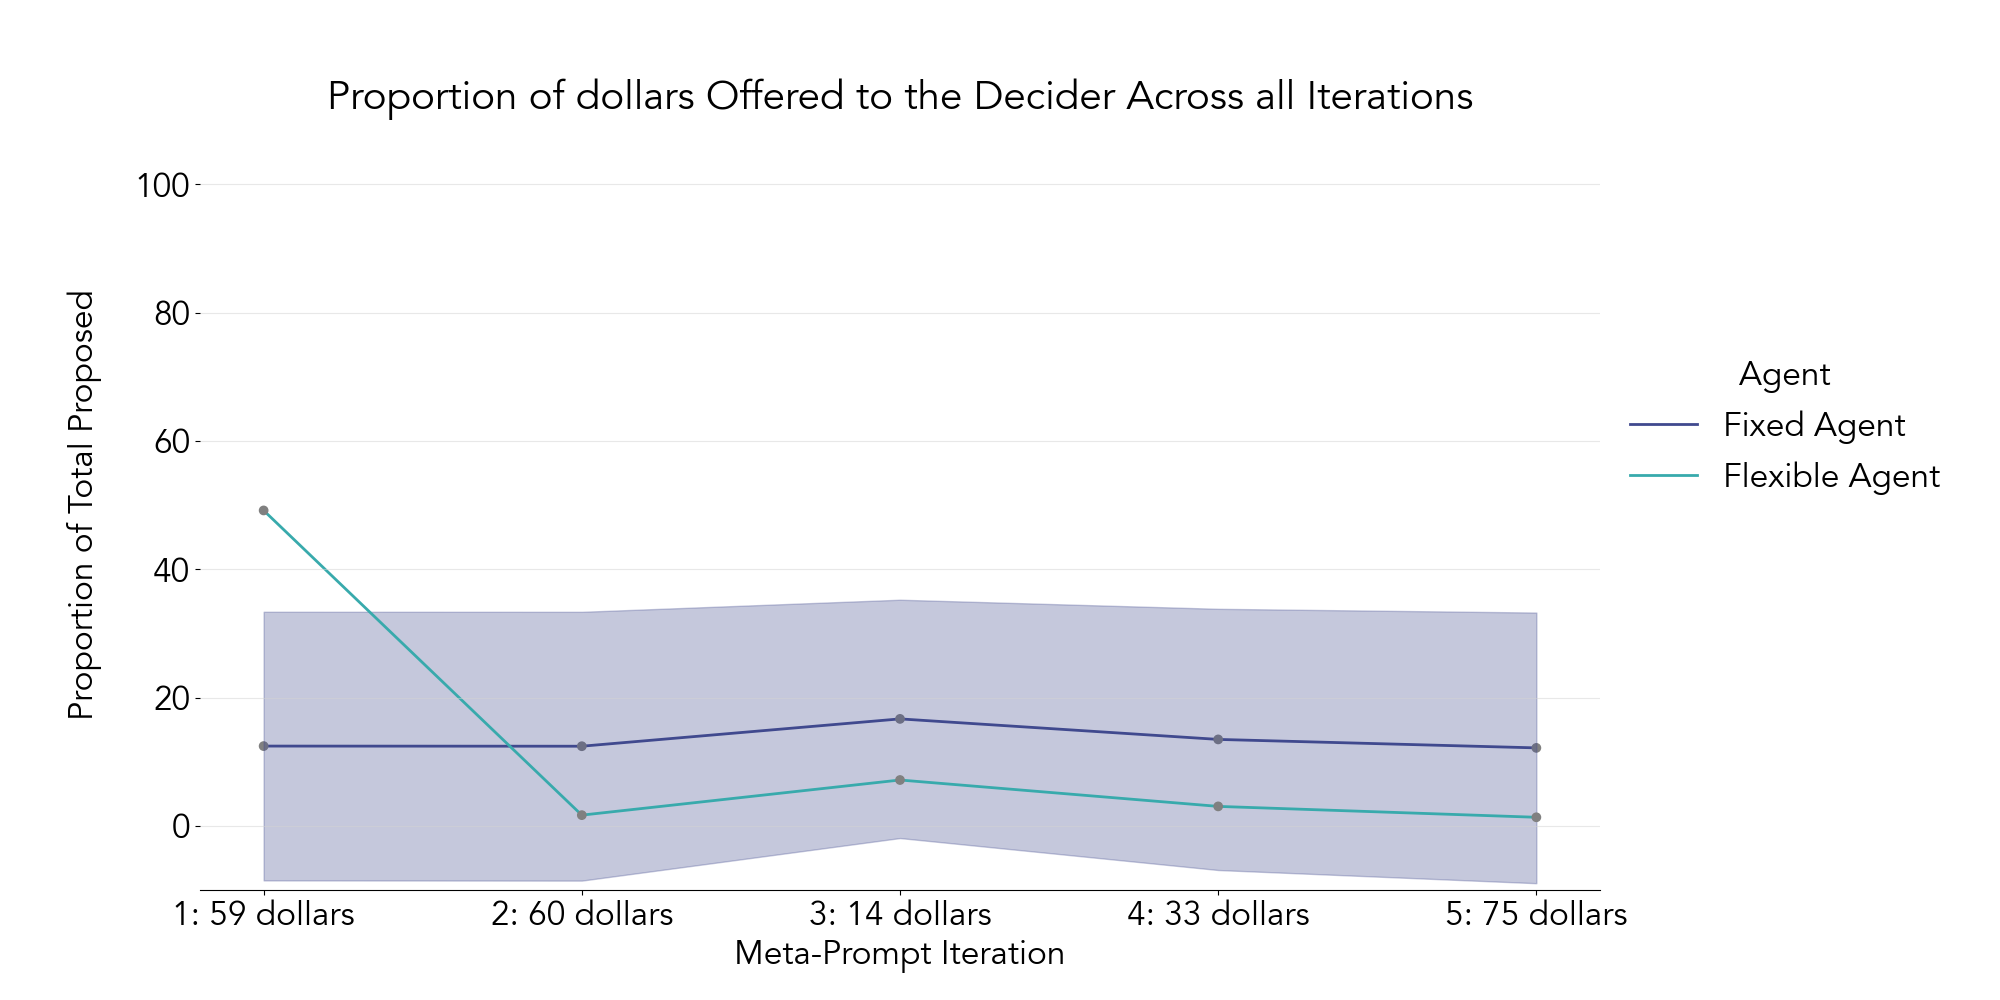 Proportion of dollars Offered to the Decider Across all Iterations
100
80
60
40
20
0
Proportion of Total Proposed
1: 59 dollars
2: 60 dollars
3: 14 dollars
4: 33 dollars
5: 75 dollars
Meta-Prompt Iteration
Agent
Fixed Agent
Flexible Agent